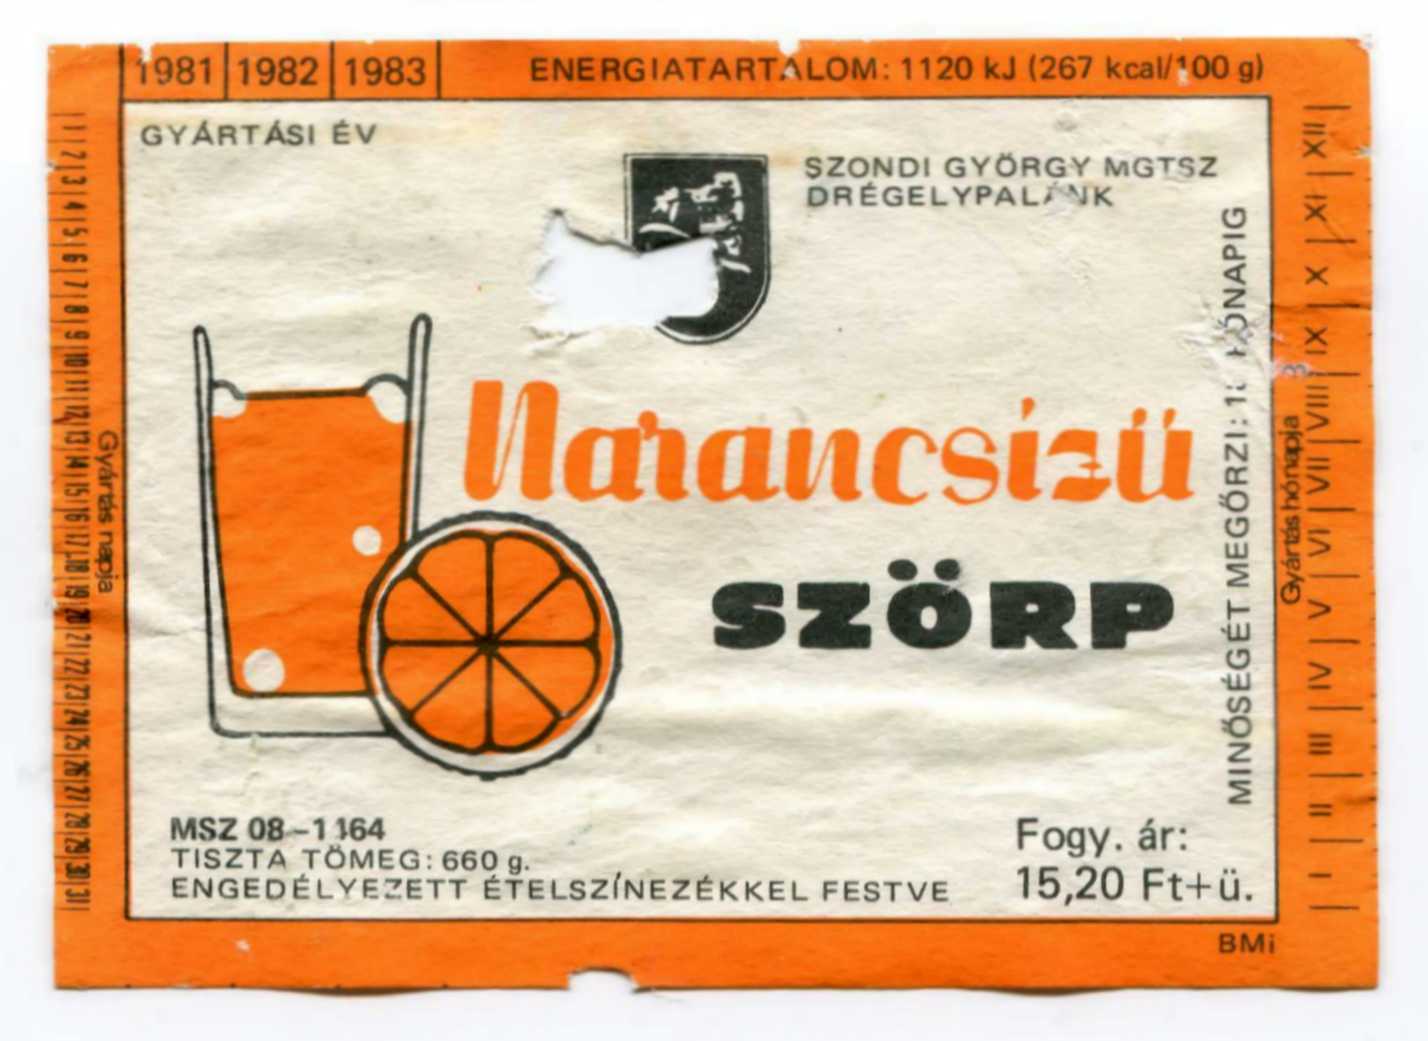 1981 1982 1983
ENERGIATARTALOM: 1120 kJ (267 kcal/100 g)
GYÁRTÁSI ÉV
SZONDI GYÖRGY MGTSZ
DRÉGELYPALÁNK
Narancsízű
SZÖRP
MSZ 08-1164
TISZTA TÖMEG: 660 g.
ENGEDÉLYEZETT ÉTELSZÍNEZÉKKEL FESTVE
Fogy. ár:
15,20 Ft+ü.
MINŐSÉGÉT MEGŐRZI: HÓNAPIG
Gyártás hónapja
I II III IV V VI VII VIII IX X XI XII
Gyártás napja
1 2 3 4 5 6 7 8 9 10 11 12 13 14 15 16 17 18 19 20 21 22 23 24 25 26 27 28 29 30 31
BMi